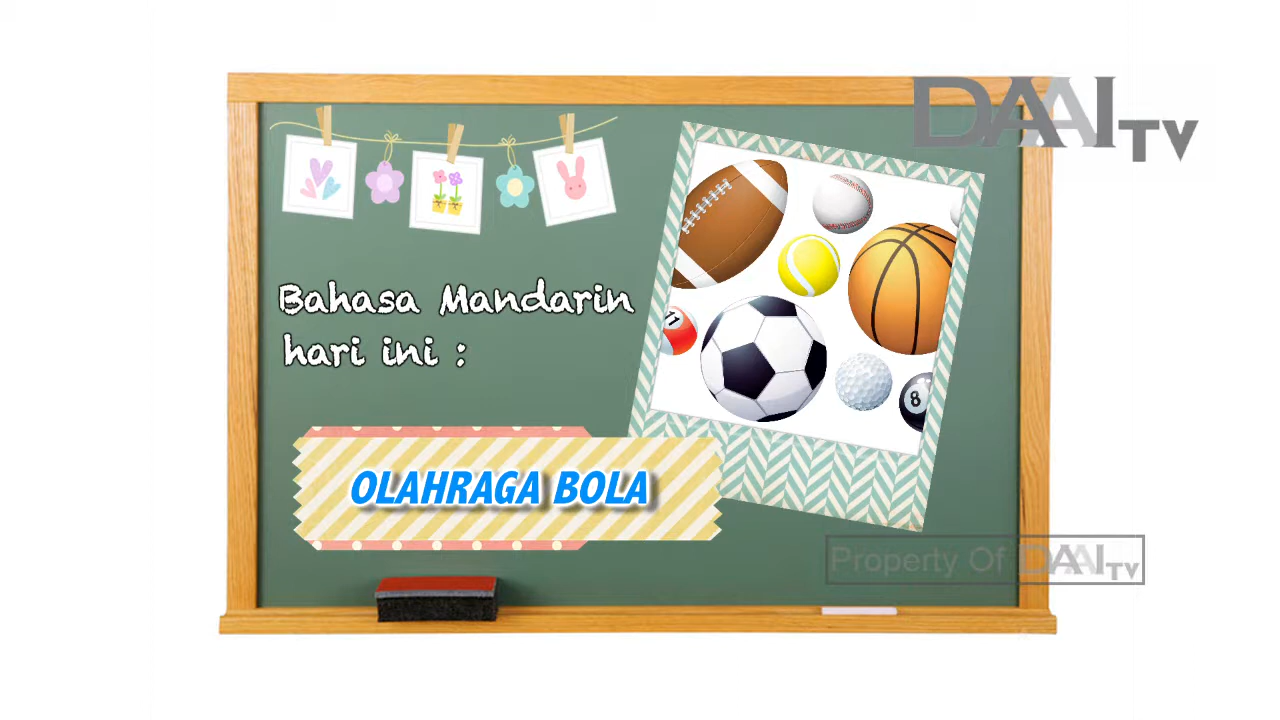 DAAI TV
Bahasa Mandarin
hari ini :
11
8
OLAHRAGA BOLA
Property Of DAAI TV